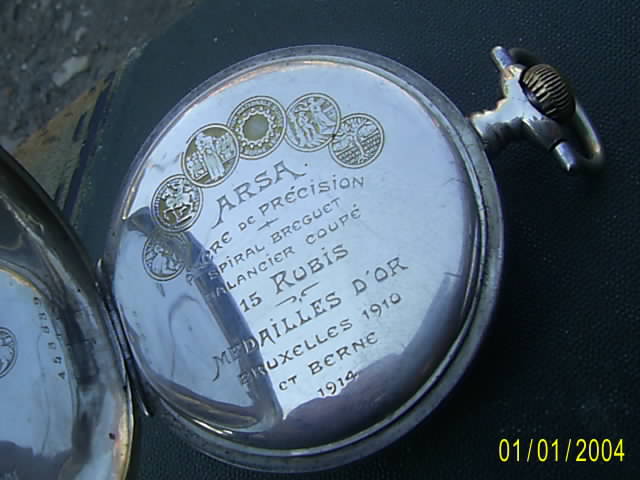 ARSA.
DE PRÉCISION
SPIRAL BREGUET
BALANCIER COUPÉ
15 RUBIS
MÉDAILLES D'OR
BRUXELLES 1910
ET BERNE
1914
01/01/2004